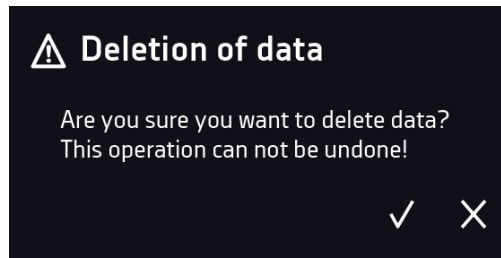 Deletion of data
Are you sure you want to delete data?
This operation can not be undone!